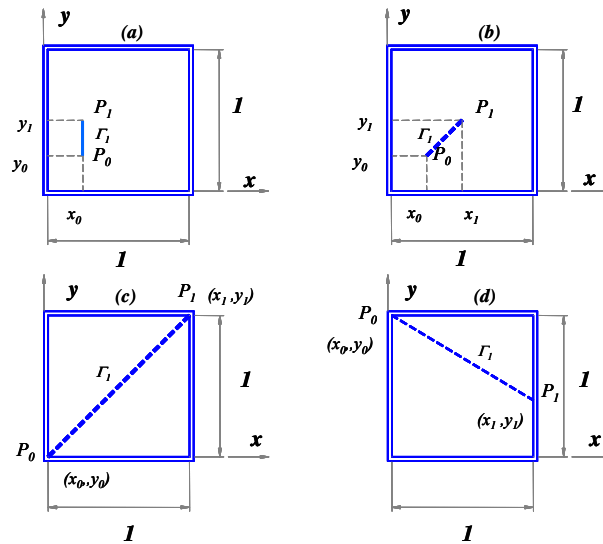 y
(a)
P1
y1
Γ1
1
y0
P0
x
x0
1
y
(b)
P1
y1
Γ1
1
y0
P0
x
x0
x1
1
y
(c)
P1
(x1,y1)
Γ1
1
P0
x
(x0,y0)
1
y
(d)
P0
(x0,y0)
Γ1
1
P1
(x1,y1)
x
1